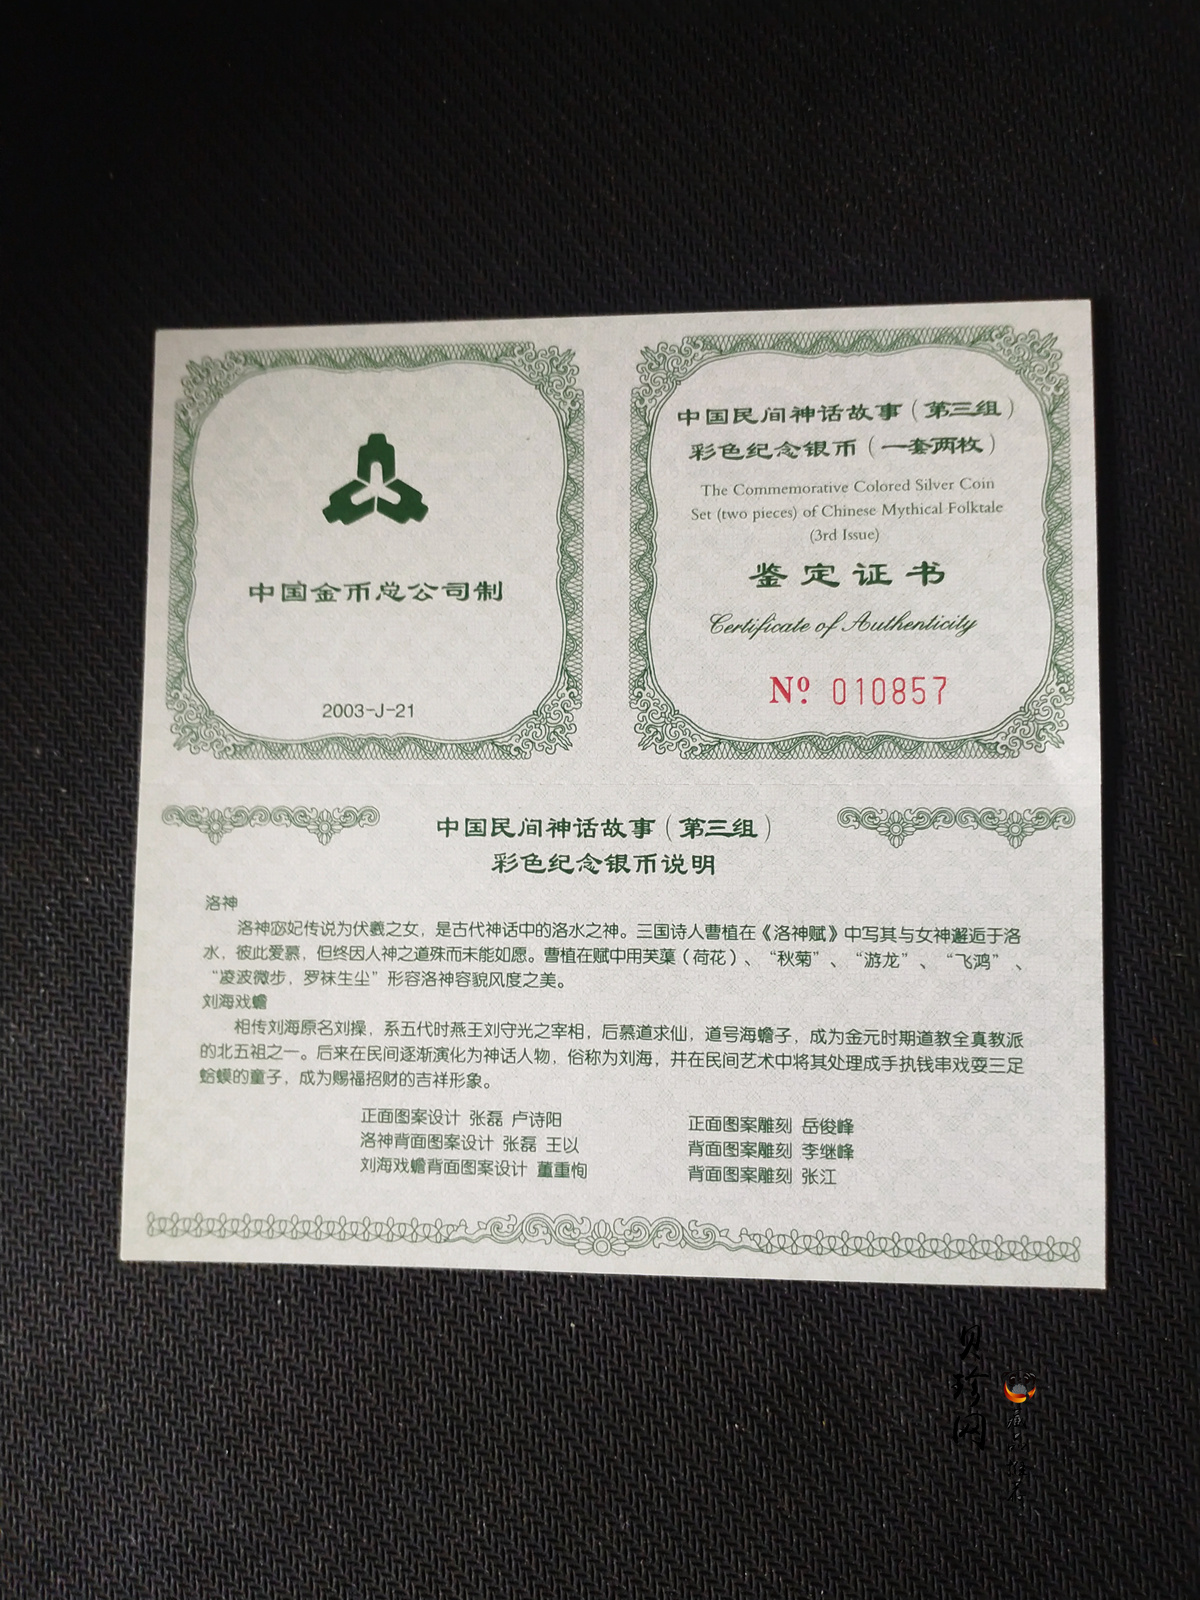 中国金币总公司制
2003-J-21
中国民间神话故事（第三组）
彩色纪念银币（一套两枚）
The Commemorative Colored Silver Coin
Set (two pieces) of Chinese Mythical Folktale
(3rd Issue)
鉴定证书
Certificate of Authenticity
Nº 010857
中国民间神话故事（第三组）
彩色纪念银币说明
洛神
洛神宓妃传说为伏羲之女，是古代神话中的洛水之神。三国诗人曹植在《洛神赋》中写其与女神邂逅于洛
水，彼此爱慕，但终因人神之道殊而未能如愿。曹植在赋中用芙蕖（荷花）、“秋菊”、“游龙”、“飞鸿”、
“凌波微步，罗袜生尘”形容洛神容貌风度之美。
刘海戏蟾
相传刘海原名刘操，系五代时燕王刘守光之宰相，后慕道求仙，道号海蟾子，成为金元时期道教全真教派
的北五祖之一。后来在民间逐渐演化为神话人物，俗称为刘海，并在民间艺术中将其处理成手执钱串戏耍三足
蛤蟆的童子，成为赐福招财的吉祥形象。
正面图案设计 张磊 卢诗阳
洛神背面图案设计 张磊 王以
刘海戏蟾背面图案设计 董重恂
正面图案雕刻 岳俊峰
背面图案雕刻 李继峰
背面图案雕刻 张江
贝珍网